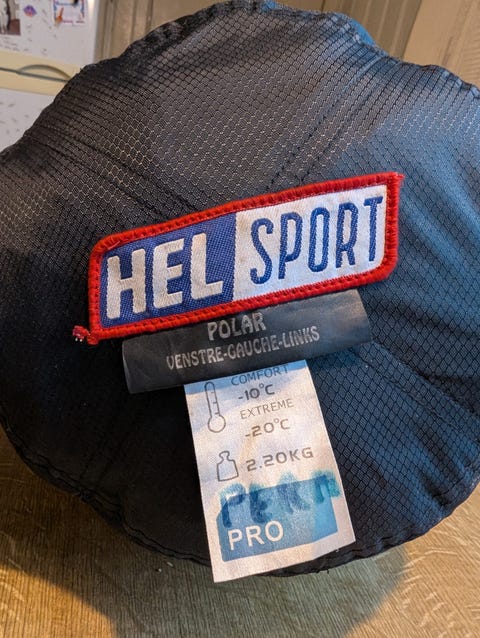 HEL SPORT
POLAR
VENSTRE-GAUCHE-LINKS
COMFORT
-10°C
EXTREME
-20°C
2.20KG
PRO